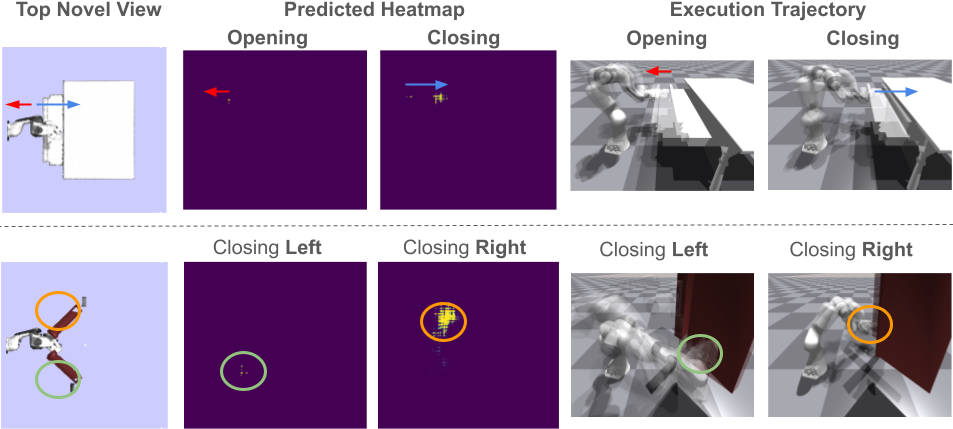 Top Novel View
Predicted Heatmap
Execution Trajectory
Opening
Closing
Opening
Closing
Closing Left
Closing Right
Closing Left
Closing Right